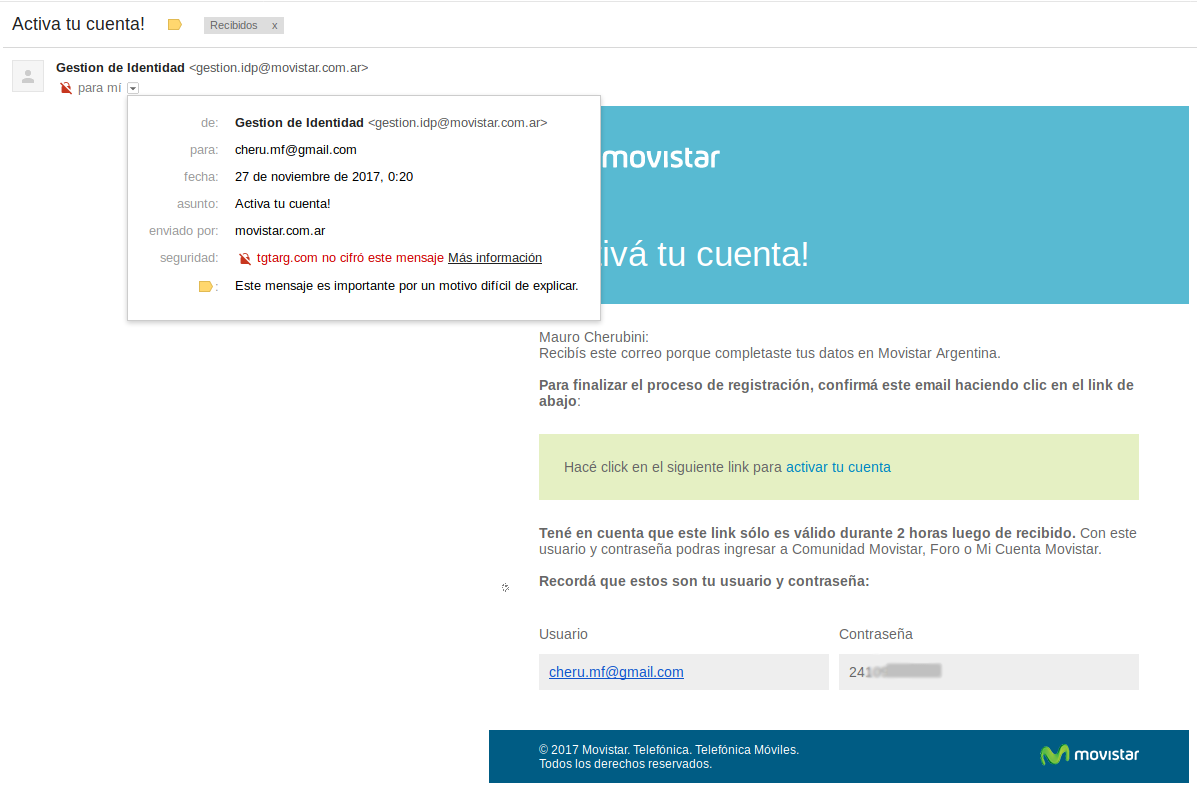 Activa tu cuenta!
Recibidos x
Gestion de Identidad <gestion.idp@movistar.com.ar>
para mí
de: Gestion de Identidad <gestion.idp@movistar.com.ar>
para: cheru.mf@gmail.com
fecha: 27 de noviembre de 2017, 0:20
asunto: Activa tu cuenta!
enviado por: movistar.com.ar
seguridad: tgtarg.com no cifró este mensaje Más información
: Este mensaje es importante por un motivo difícil de explicar.
movistar
ivá tu cuenta!
Mauro Cherubini:
Recibís este correo porque completaste tus datos en Movistar Argentina.
Para finalizar el proceso de registración, confirmá este email haciendo clic en el link de
abajo:
Hacé click en el siguiente link para activar tu cuenta
Tené en cuenta que este link sólo es válido durante 2 horas luego de recibido. Con este
usuario y contraseña podras ingresar a Comunidad Movistar, Foro o Mi Cuenta Movistar.
Recordá que estos son tu usuario y contraseña:
Usuario Contraseña
cheru.mf@gmail.com 241
© 2017 Movistar. Telefónica. Telefónica Móviles.
Todos los derechos reservados.
movistar